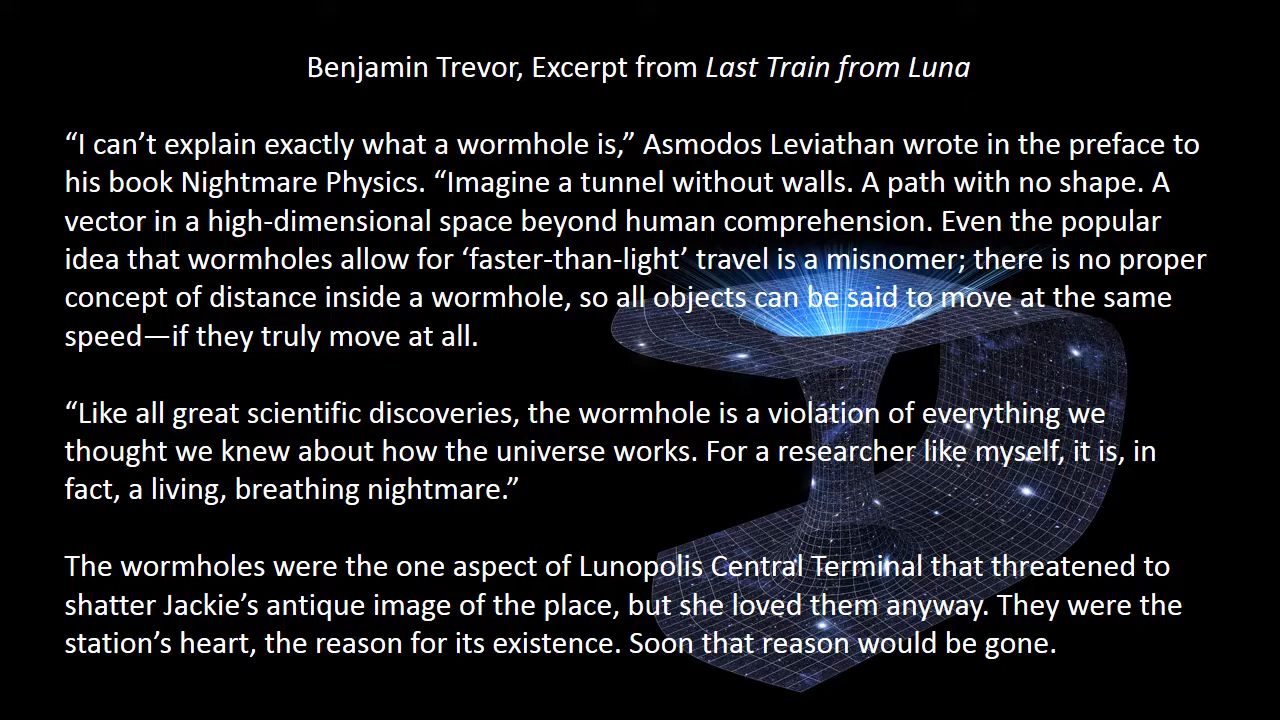 Benjamin Trevor, Excerpt from Last Train from Luna
“I can’t explain exactly what a wormhole is,” Asmodos Leviathan wrote in the preface to
his book Nightmare Physics. “Imagine a tunnel without walls. A path with no shape. A
vector in a high-dimensional space beyond human comprehension. Even the popular
idea that wormholes allow for ‘faster-than-light’ travel is a misnomer; there is no proper
concept of distance inside a wormhole, so all objects can be said to move at the same
speed—if they truly move at all.
“Like all great scientific discoveries, the wormhole is a violation of everything we
thought we knew about how the universe works. For a researcher like myself, it is, in
fact, a living, breathing nightmare.”
The wormholes were the one aspect of Lunopolis Central Terminal that threatened to
shatter Jackie’s antique image of the place, but she loved them anyway. They were the
station’s heart, the reason for its existence. Soon that reason would be gone.